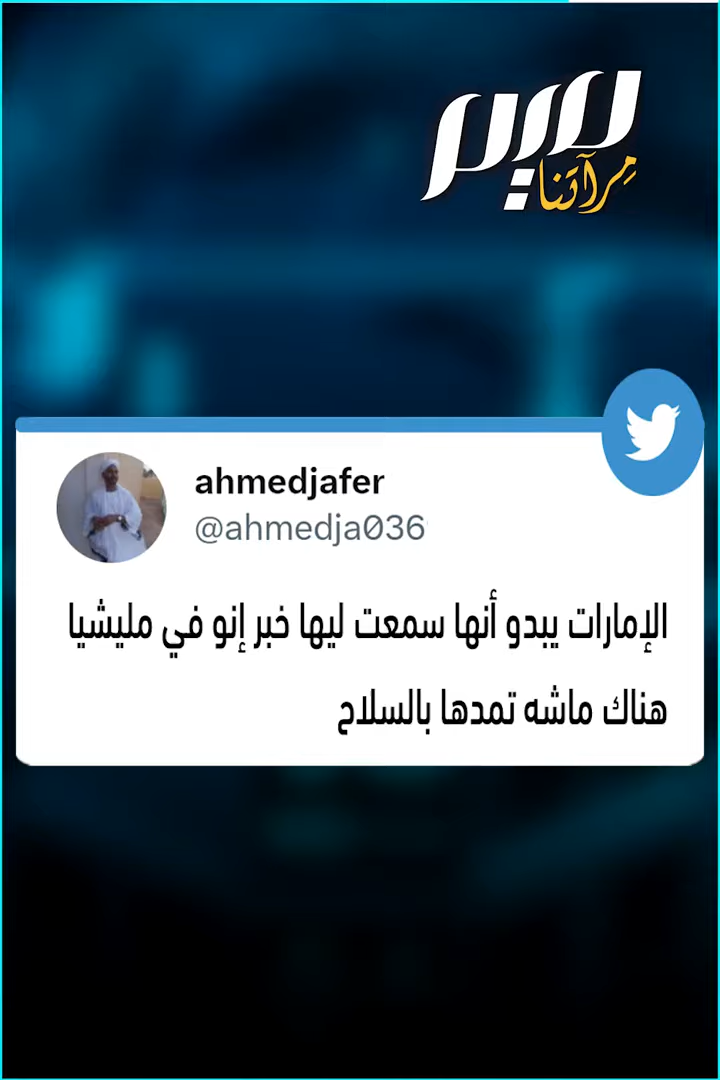 مرآتنا
ahmedjafer
@ahmedja036
الإمارات يبدو أنها سمعت ليها خبر إنو في مليشيا
هناك ماشه تمدها بالسلاح